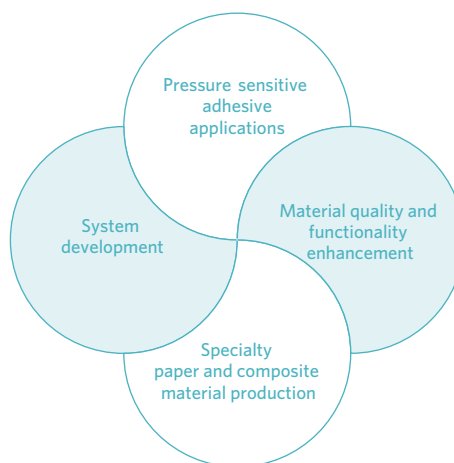 Pressure sensitive
adhesive
applications
System
development
Material quality and
functionality
enhancement
Specialty
paper and composite
material production